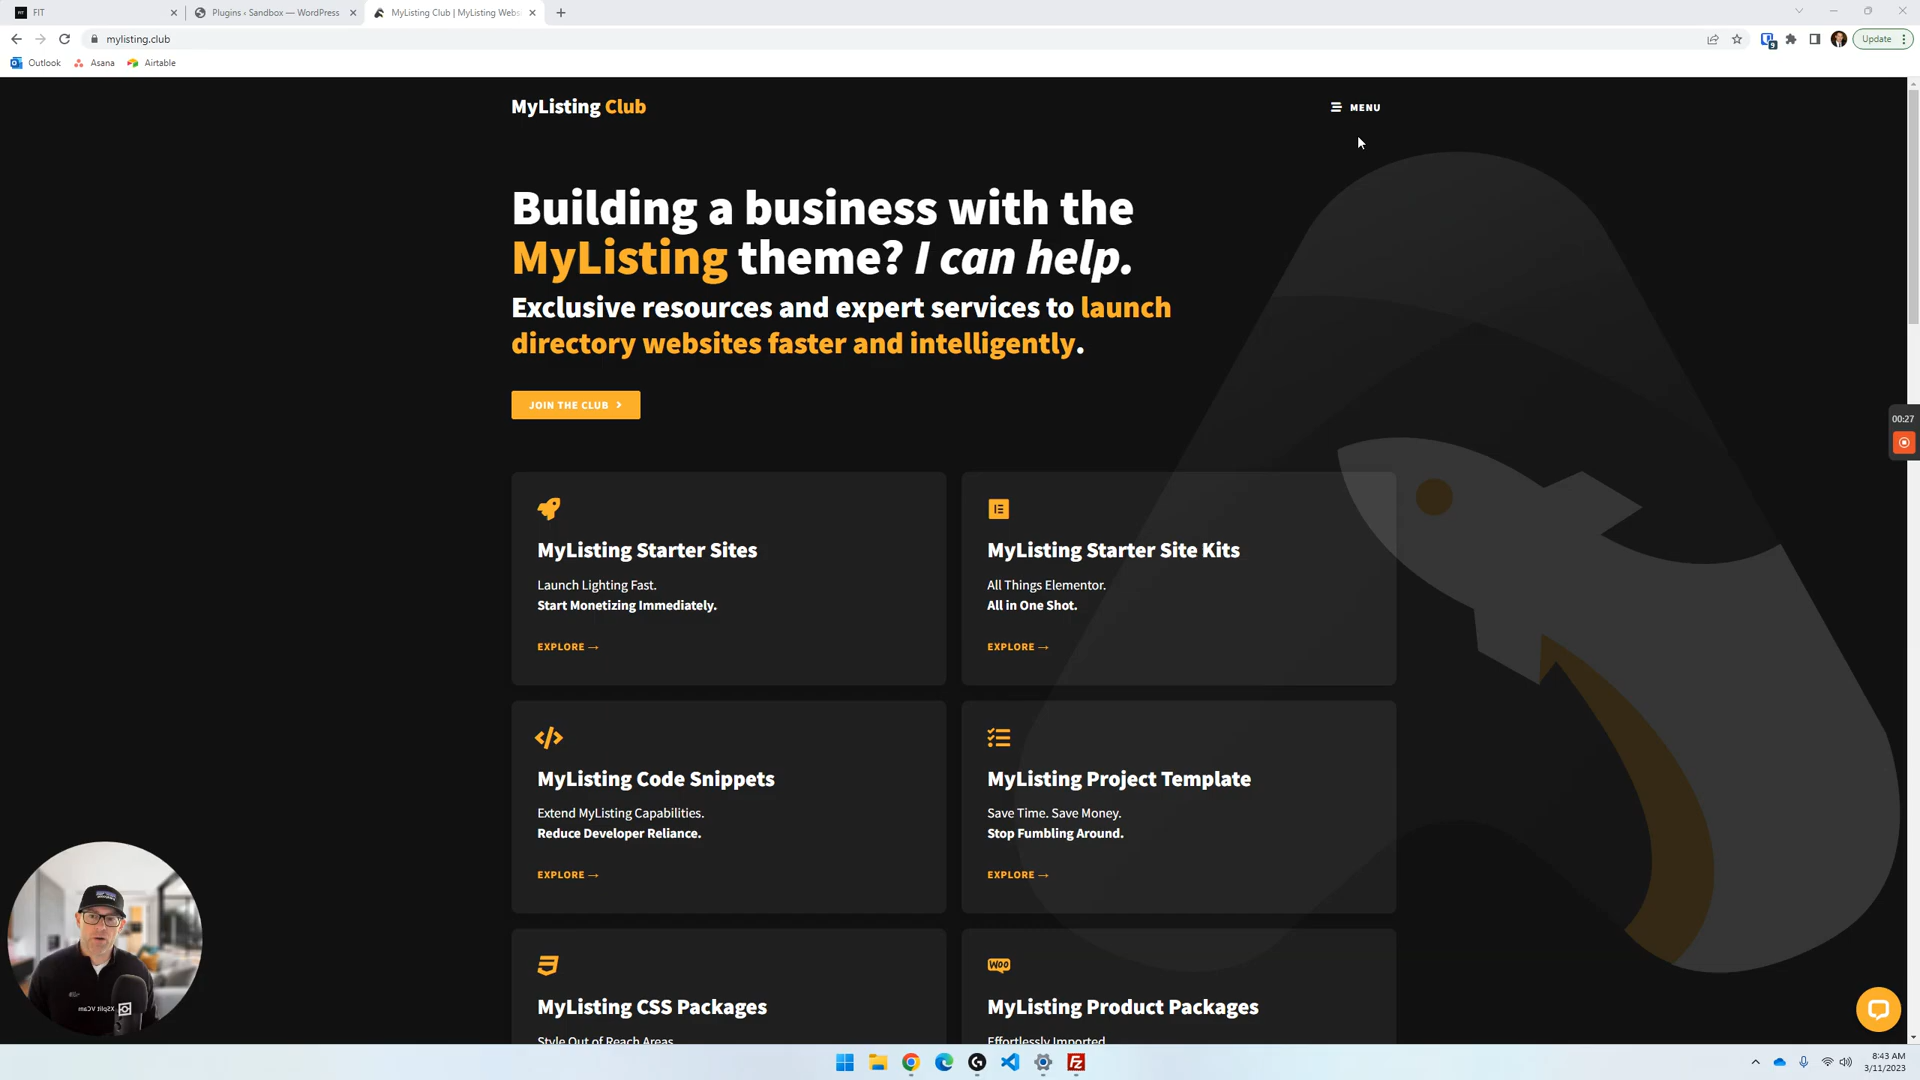 FIT
Plugins ‹ Sandbox — WordPress
MyListing Club | MyListing Webs
mylisting.club
9
Update
Outlook
Asana
Airtable
MyListing Club
MENU
Building a business with the
MyListing theme? I can help.
Exclusive resources and expert services to launch
directory websites faster and intelligently.
JOIN THE CLUB >
00:27
MyListing Starter Sites
Launch Lighting Fast.
Start Monetizing Immediately.
EXPLORE →
MyListing Starter Site Kits
All Things Elementor.
All in One Shot.
EXPLORE →
MyListing Code Snippets
Extend MyListing Capabilities.
Reduce Developer Reliance.
EXPLORE →
MyListing Project Template
Save Time. Save Money.
Stop Fumbling Around.
EXPLORE →
MyListing CSS Packages
Style Out of Reach Areas.
Woo
MyListing Product Packages
Effortlessly Imported.
XSplit VCam
8:43 AM
3/11/2023